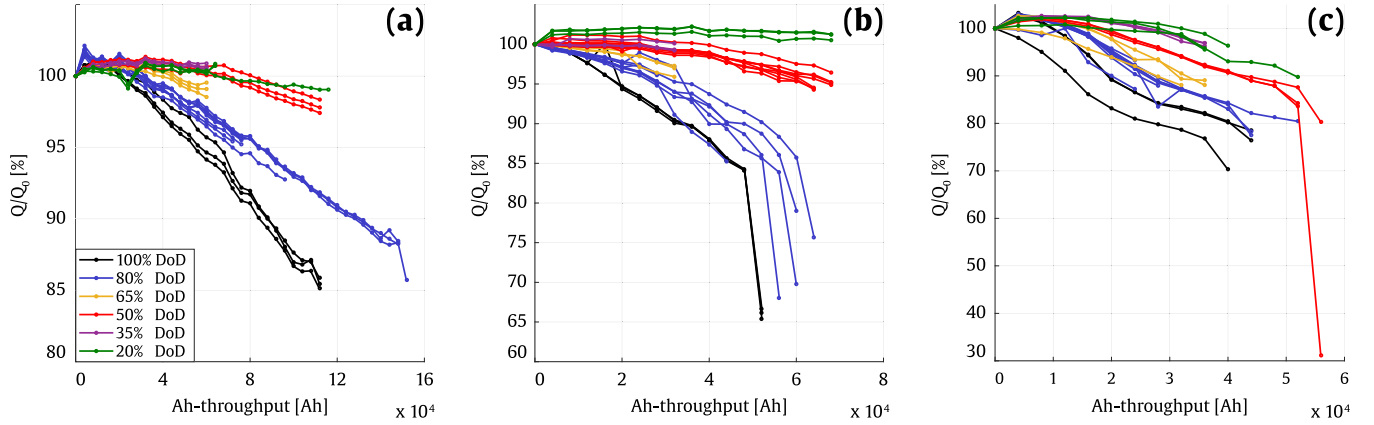 (a)
100
95
90
85
80
Q/Q0 [%]
100% DoD
80% DoD
65% DoD
50% DoD
35% DoD
20% DoD
0 4 8 12 16
Ah-throughput [Ah]
x 10^4
(b)
100
95
90
85
80
75
70
65
60
Q/Q0 [%]
0 2 4 6 8
Ah-throughput [Ah]
x 10^4
(c)
100
90
80
70
60
50
40
30
Q/Q0 [%]
0 1 2 3 4 5 6
Ah-throughput [Ah]
x 10^4